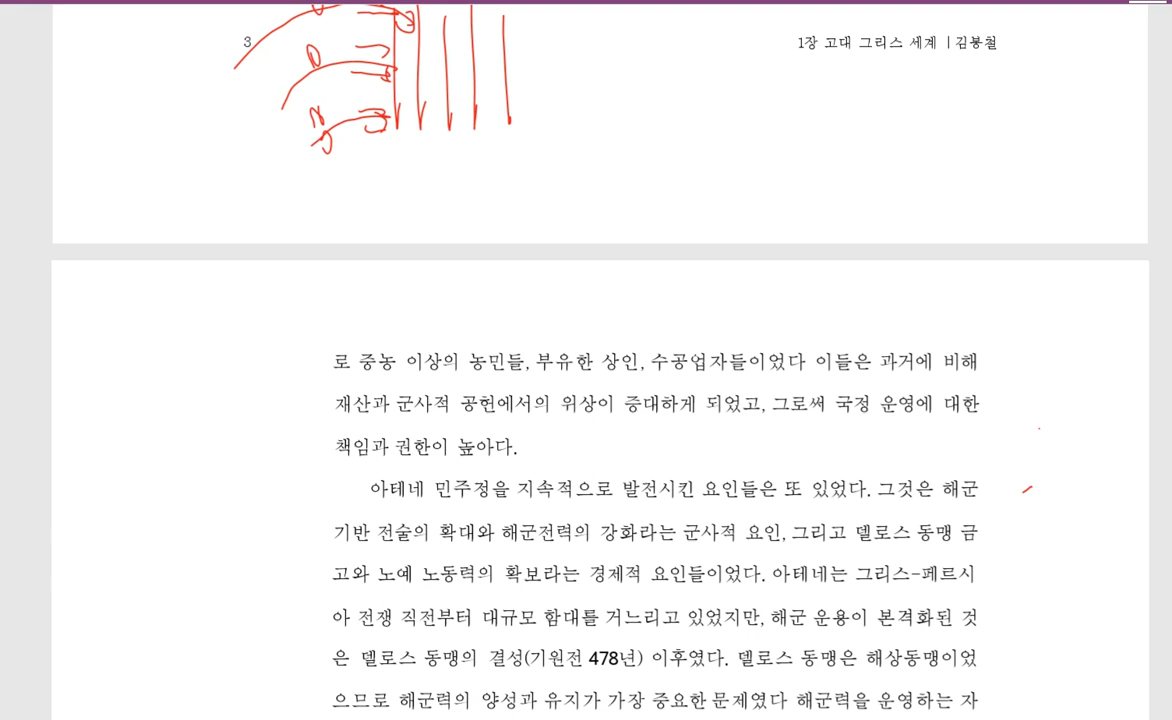 3
1장 고대 그리스 세계 | 김봉철
로 중농 이상의 농민들, 부유한 상인, 수공업자들이었다 이들은 과거에 비해
재산과 군사적 공헌에서의 위상이 증대하게 되었고, 그로써 국정 운영에 대한
책임과 권한이 높아다.
아테네 민주정을 지속적으로 발전시킨 요인들은 또 있었다. 그것은 해군
기반 전술의 확대와 해군전력의 강화라는 군사적 요인, 그리고 델로스 동맹 금
고와 노예 노동력의 확보라는 경제적 요인들이었다. 아테네는 그리스-페르시
아 전쟁 직전부터 대규모 함대를 거느리고 있었지만, 해군 운용이 본격화된 것
은 델로스 동맹의 결성(기원전 478년) 이후였다. 델로스 동맹은 해상동맹이었
으므로 해군력의 양성과 유지가 가장 중요한 문제였다 해군력을 운영하는 자